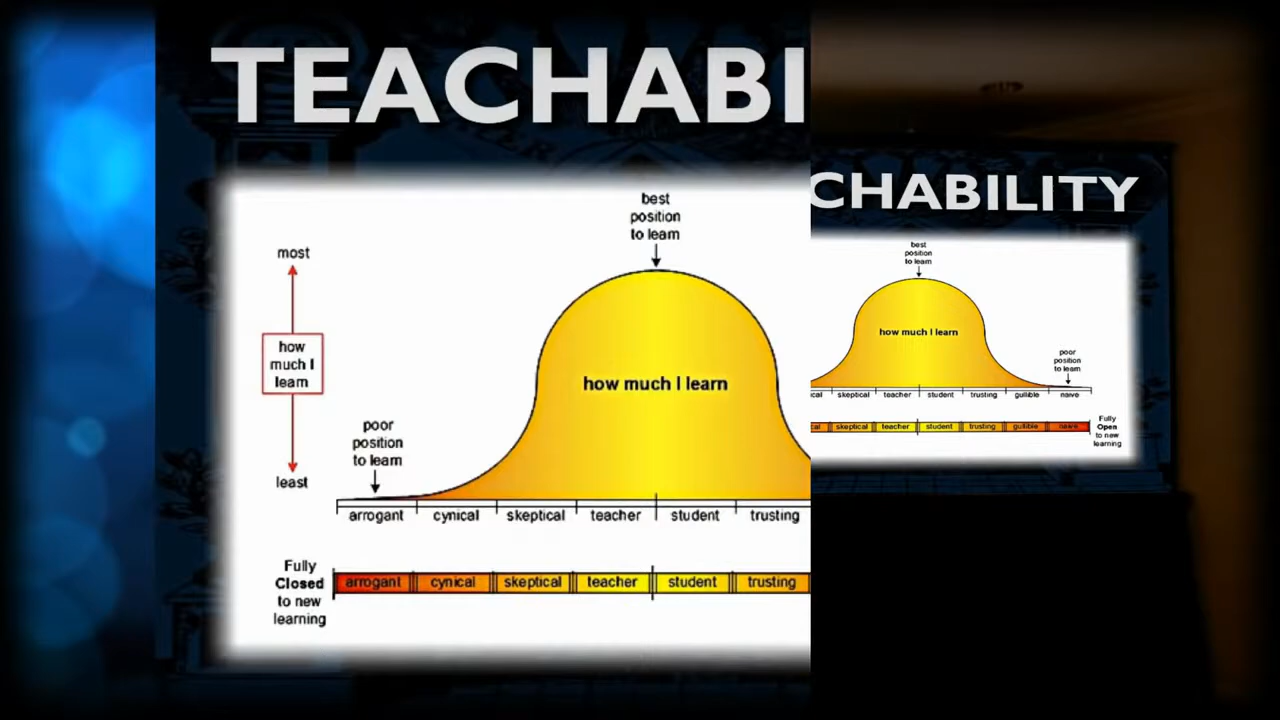 TEACHABI
best
position
to learn
most
how
much I
learn
how much I learn
poor
position
to learn
least
arrogant cynical skeptical teacher student trusting
Fully
Closed
to new
learning
arrogant cynical skeptical teacher student trusting
CHABILITY
best
position
to learn
how much I learn
poor
position
to learn
cal skeptical teacher student trusting gullible naive
cal skeptical teacher student trusting gullible naive
Fully
Open
to new
learning